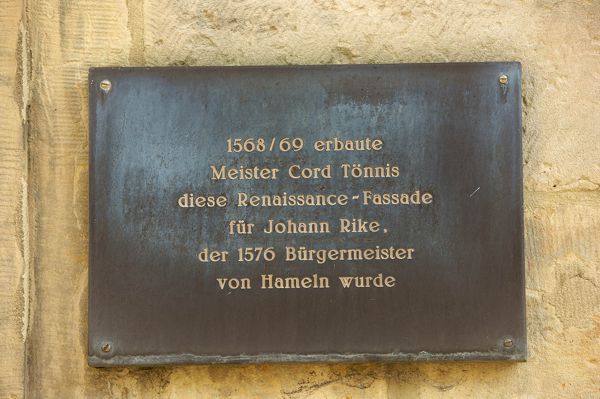 1568/69 erbaute
Meister Cord Tönnis
diese Renaissance-Fassade
für Johann Rike,
der 1576 Bürgermeister
von Hameln wurde